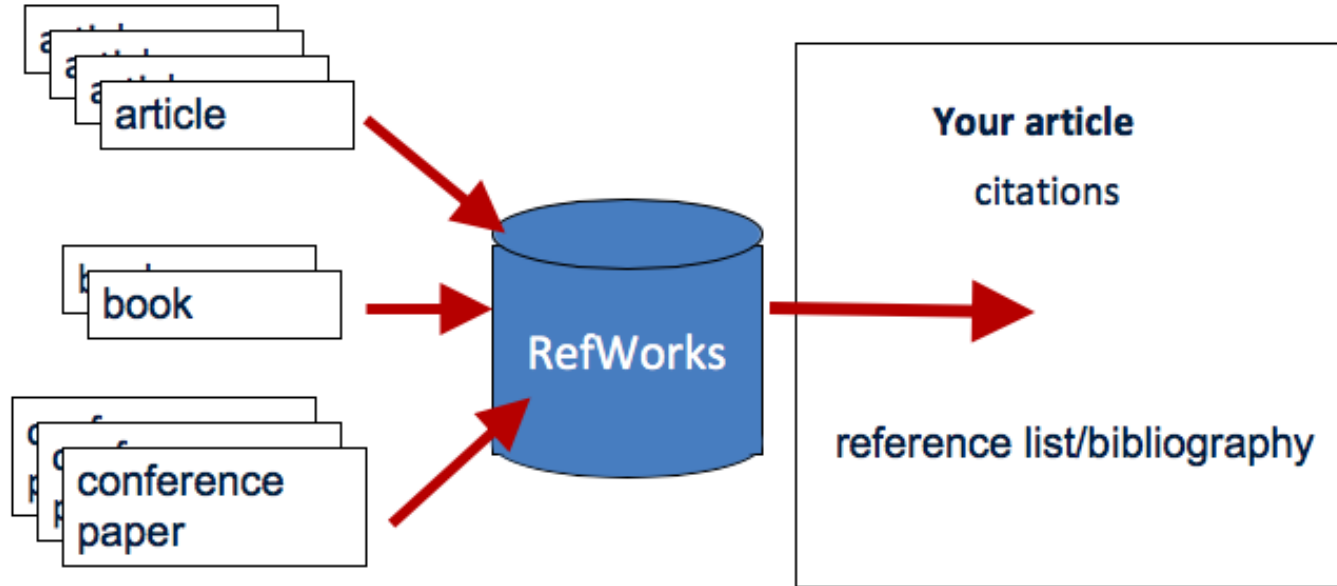 article
book
conference
paper
RefWorks
Your article
citations
reference list/bibliography